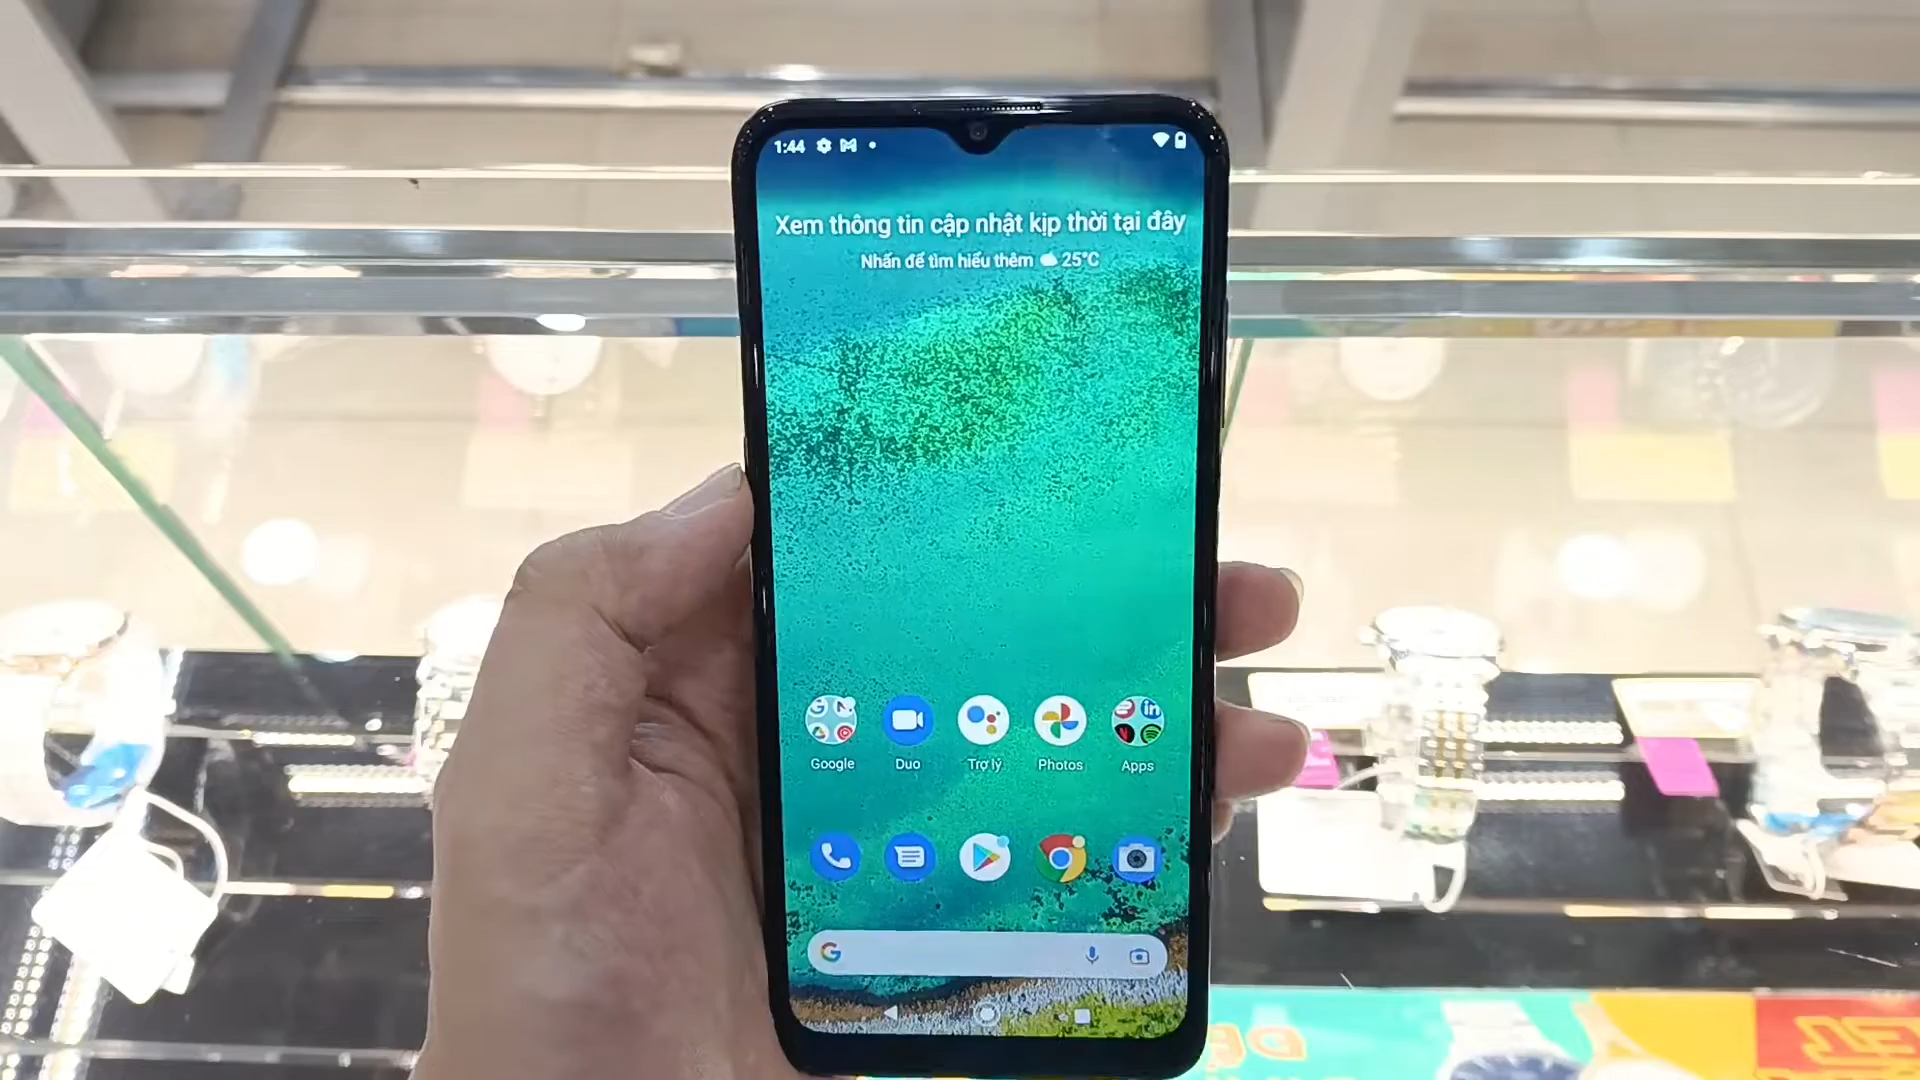 1:44
Xem thông tin cập nhật kịp thời tại đây
Nhấn để tìm hiểu thêm 25°C
Google Duo Trợ lý Photos Apps